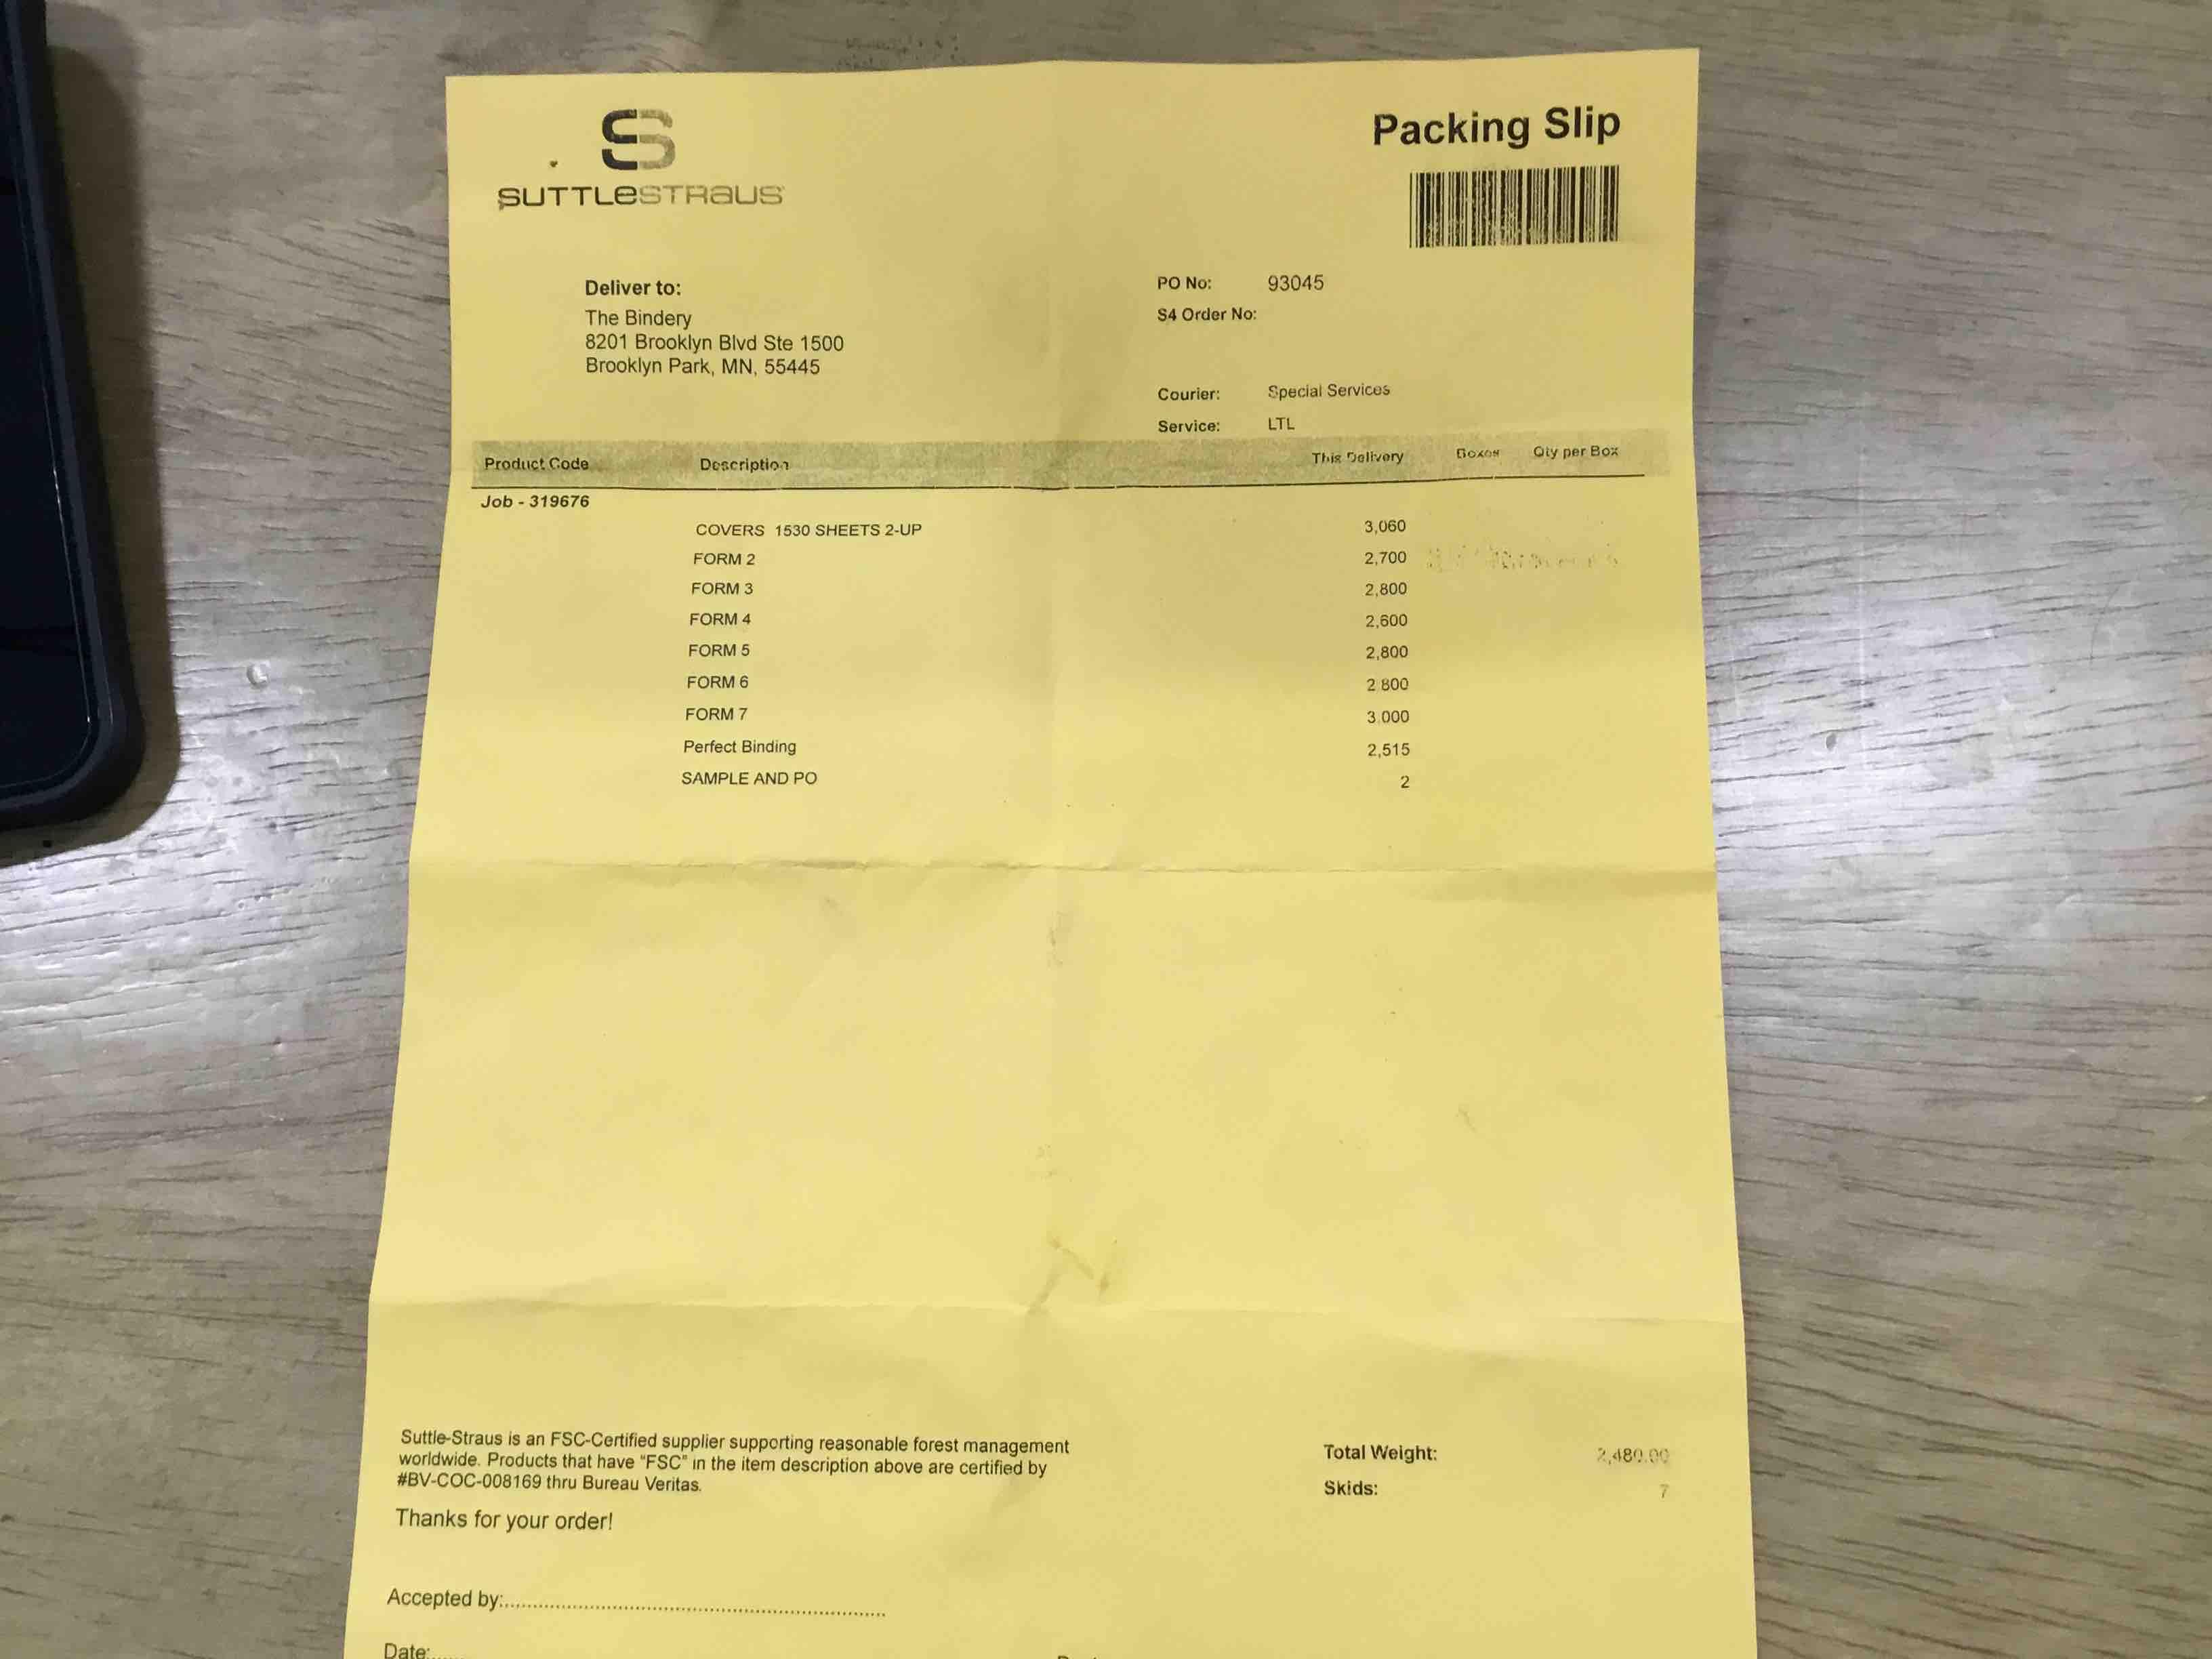 SUTTLESTRAUS
Packing Slip
Deliver to:
The Bindery
8201 Brooklyn Blvd Ste 1500
Brooklyn Park, MN, 55445
PO No: 93045
S4 Order No:
Courier: Special Services
Service: LTL
Product Code Description This Delivery Boxes Qty per Box
Job - 319676
COVERS 1530 SHEETS 2-UP 3,060
FORM 2 2,700
FORM 3 2,800
FORM 4 2,600
FORM 5 2,800
FORM 6 2 800
FORM 7 3 000
Perfect Binding 2,515
SAMPLE AND PO 2
Suttle-Straus is an FSC-Certified supplier supporting reasonable forest management
worldwide. Products that have "FSC" in the item description above are certified by
#BV-COC-008169 thru Bureau Veritas.
Thanks for your order!
Total Weight: 2,480.00
Skids: 7
Accepted by:
Date: